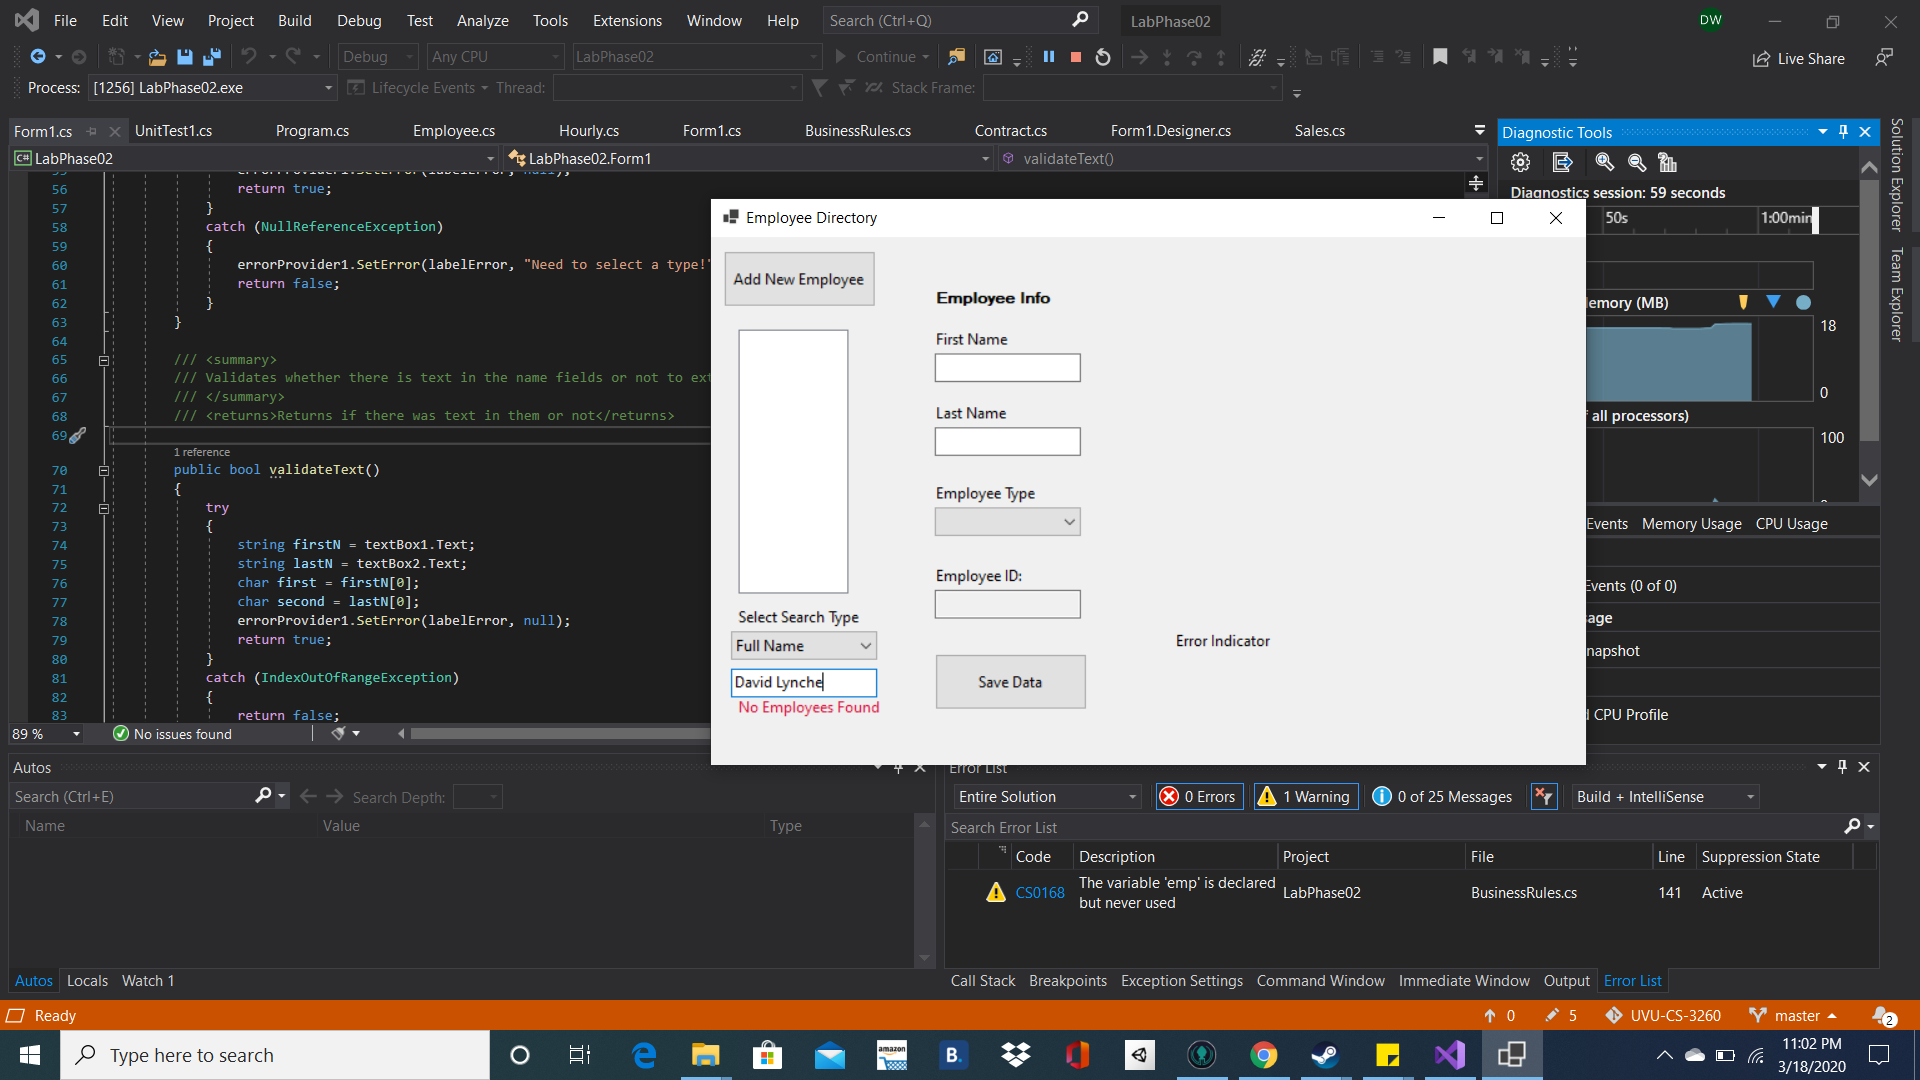 File Edit View Project Build Debug Test Analyze Tools Extensions Window Help Search (Ctrl+Q) LabPhase02 DW
Debug Any CPU LabPhase02 Continue Live Share
Process: [1256] LabPhase02.exe Lifecycle Events Thread: Stack Frame:
Form1.cs UnitTest1.cs Program.cs Employee.cs Hourly.cs Form1.cs BusinessRules.cs Contract.cs Form1.Designer.cs Sales.cs
C# LabPhase02 LabPhase02.Form1 validateText()
56 return true;
57 }
58 catch (NullReferenceException)
59 {
60 errorProvider1.SetError(labelError, "Need to select a type!"
61 return false;
62 }
63 }
64
65 /// <summary>
66 /// Validates whether there is text in the name fields or not to ext
67 /// </summary>
68 /// <returns>Returns if there was text in them or not</returns>
69
1 reference
70 public bool validateText()
71 {
72 try
73 {
74 string firstN = textBox1.Text;
75 string lastN = textBox2.Text;
76 char first = firstN[0];
77 char second = lastN[0];
78 errorProvider1.SetError(labelError, null);
79 return true;
80 }
81 catch (IndexOutOfRangeException)
82 {
83 return false;
89 % No issues found
Employee Directory
Add New Employee
Employee Info
First Name
Last Name
Employee Type
Employee ID:
Select Search Type
Full Name
David Lynche
No Employees Found
Error Indicator
Save Data
Diagnostic Tools
Diagnostics session: 59 seconds
50s 1:00min
emory (MB)
18
0
all processors)
100
Events Memory Usage CPU Usage
Events (0 of 0)
age
napshot
CPU Profile
Solution Explorer
Team Explorer
Autos
Search (Ctrl+E) Search Depth:
Name Value Type
Autos Locals Watch 1
Error List
Entire Solution 0 Errors 1 Warning 0 of 25 Messages Build + IntelliSense
Search Error List
Code Description Project File Line Suppression State
CS0168 The variable 'emp' is declared but never used LabPhase02 BusinessRules.cs 141 Active
Call Stack Breakpoints Exception Settings Command Window Immediate Window Output Error List
Ready 0 5 UVU-CS-3260 master 2
Type here to search
amazon
B.
11:02 PM
3/18/2020